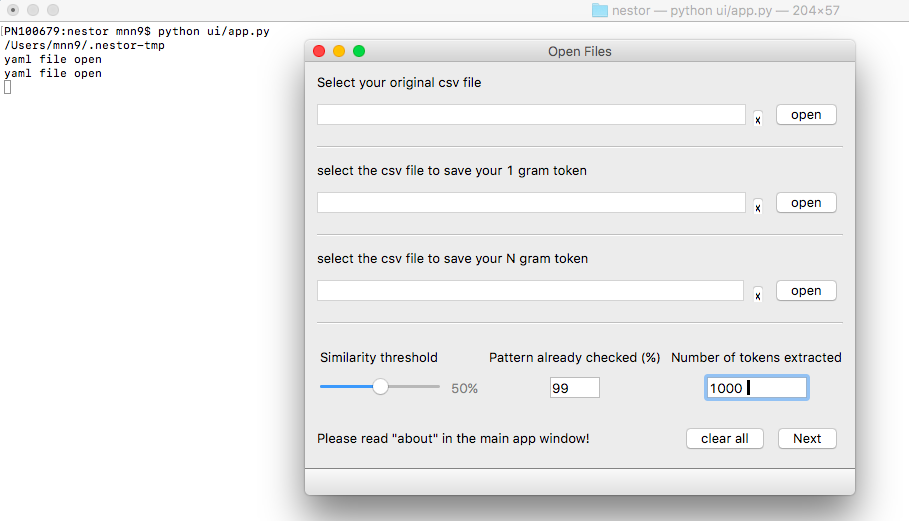 nestor — python ui/app.py — 204×57
[PN100679:nestor mnn9$ python ui/app.py
/Users/mnn9/.nestor-tmp
yaml file open
yaml file open
Open Files
Select your original csv file
x open
select the csv file to save your 1 gram token
x open
select the csv file to save your N gram token
x open
Similarity threshold Pattern already checked (%) Number of tokens extracted
50% 99 1000
Please read "about" in the main app window! clear all Next